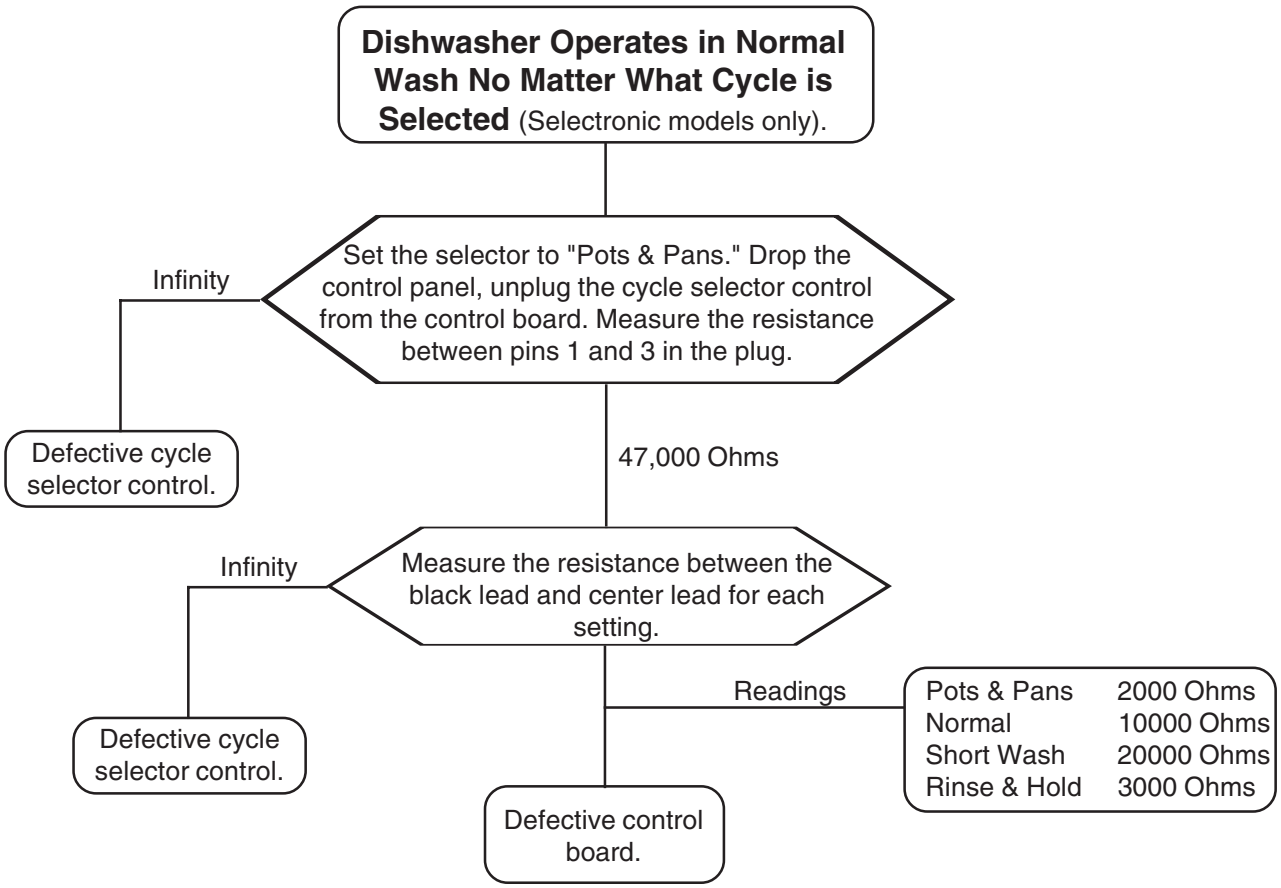 Dishwasher Operates in Normal
Wash No Matter What Cycle is
Selected (Selectronic models only).
Infinity
Set the selector to "Pots & Pans." Drop the
control panel, unplug the cycle selector control
from the control board. Measure the resistance
between pins 1 and 3 in the plug.
Defective cycle
selector control.
47,000 Ohms
Infinity
Measure the resistance between the
black lead and center lead for each
setting.
Readings
Pots & Pans 2000 Ohms
Normal 10000 Ohms
Short Wash 20000 Ohms
Rinse & Hold 3000 Ohms
Defective cycle
selector control.
Defective control
board.